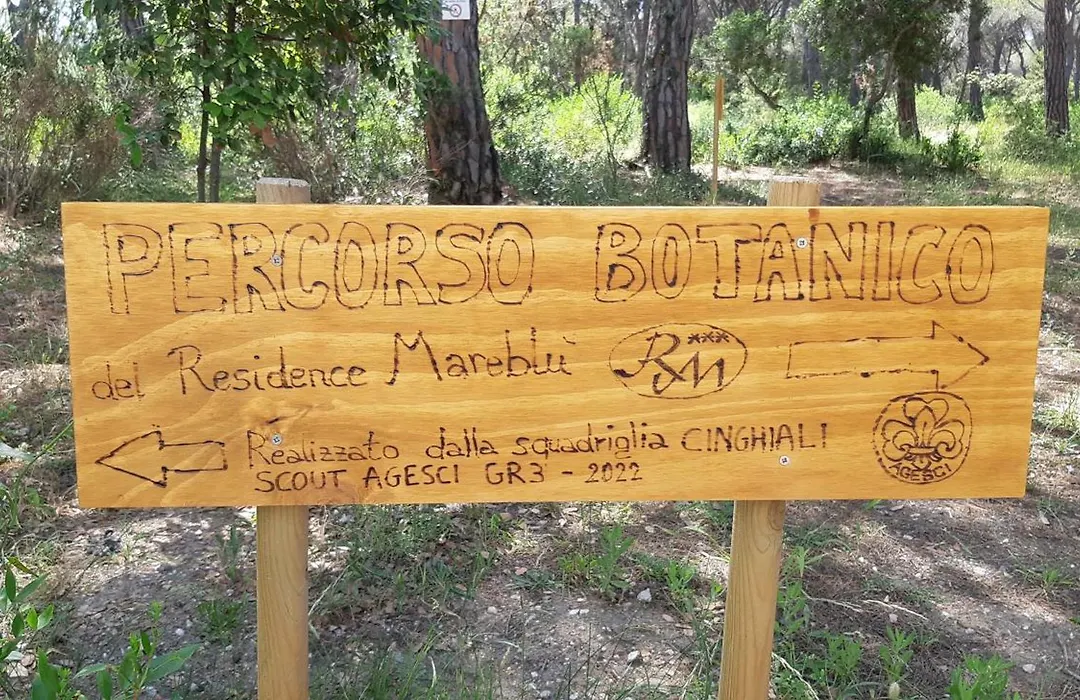 PERCORSO BOTANICO
del Residence Mareblù RM
Realizzato dalla squadriglia CINGHIALI
SCOUT AGESCI GR3 - 2022
AGESCI